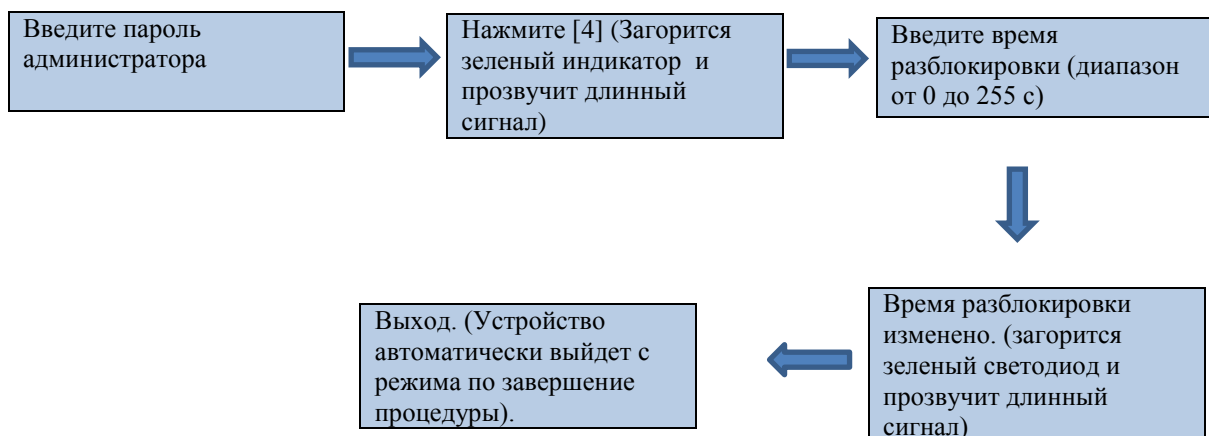 Введите пароль
администратора
Нажмите [4] (Загорится
зеленый индикатор и
прозвучит длинный
сигнал)
Введите время
разблокировки (диапазон
от 0 до 255 с)
Время разблокировки
изменено. (загорится
зеленый светодиод и
прозвучит длинный
сигнал)
Выход. (Устройство
автоматически выйдет с
режима по завершение
процедуры).